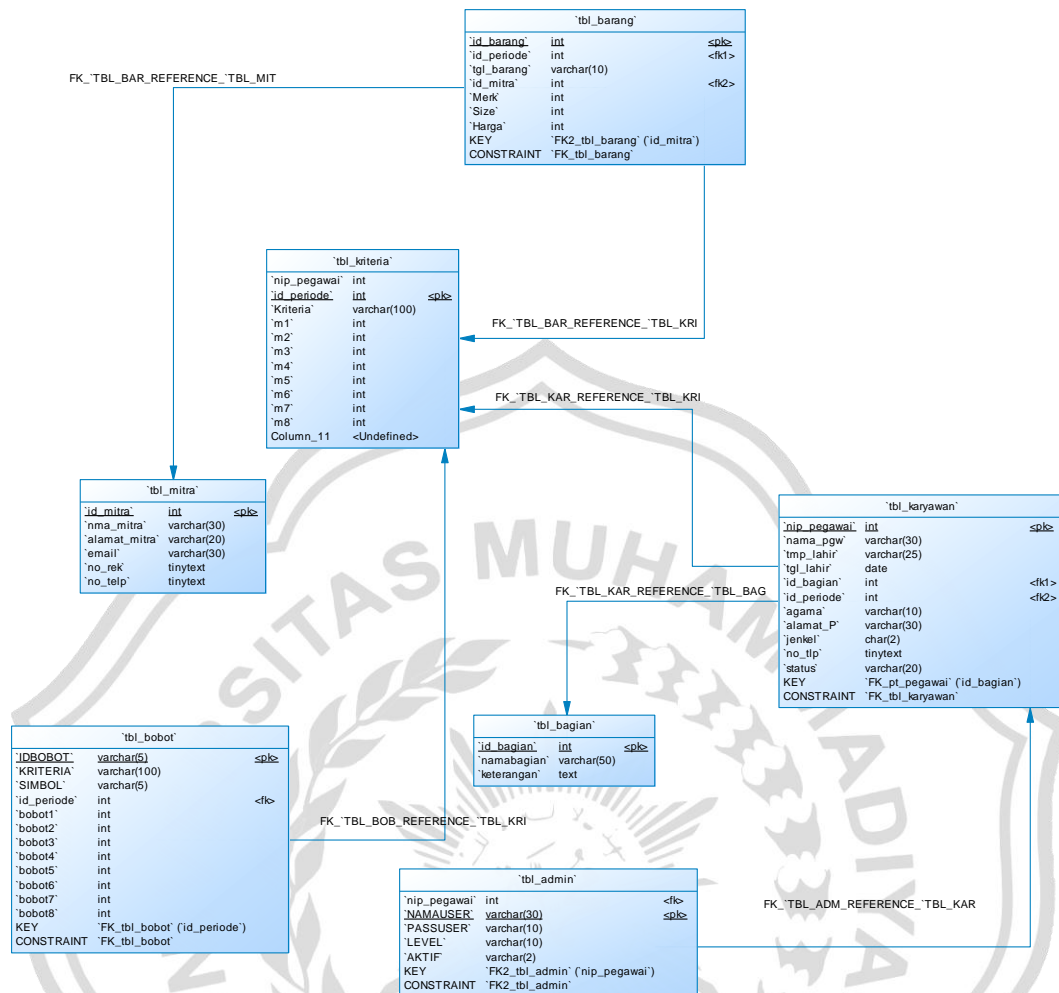 `tbl_barang`
`id_barang` int <pk>
`id_periode` int <fk1>
`tgl_barang` varchar(10)
`id_mitra` int <fk2>
`Merk` int
`Size` int
`Harga` int
KEY `FK2_tbl_barang` (`id_mitra`)
CONSTRAINT `FK_tbl_barang`
FK_`TBL_BAR_REFERENCE_`TBL_MIT
`tbl_kriteria`
`nip_pegawai` int
`id_periode` int <pk>
`Kriteria` varchar(100)
`m1` int
`m2` int
`m3` int
`m4` int
`m5` int
`m6` int
`m7` int
`m8` int
Column_11 <Undefined>
FK_`TBL_BAR_REFERENCE_`TBL_KRI
FK_`TBL_KAR_REFERENCE_`TBL_KRI
`tbl_mitra`
`id_mitra` int <pk>
`nma_mitra` varchar(30)
`alamat_mitra` varchar(20)
`email` varchar(30)
`no_rek` tinytext
`no_telp` tinytext
`tbl_karyawan`
`nip_pegawai` int <pk>
`nama_pgw` varchar(30)
`tmp_lahir` varchar(25)
`tgl_lahir` date
`id_bagian` int <fk1>
`id_periode` int <fk2>
`agama` varchar(10)
`alamat_P` varchar(30)
`jenkel` char(2)
`no_tlp` tinytext
`status` varchar(20)
KEY `FK_pt_pegawai` (`id_bagian`)
CONSTRAINT `FK_tbl_karyawan`
FK_`TBL_KAR_REFERENCE_`TBL_BAG
`tbl_bagian`
`id_bagian` int <pk>
`namabagian` varchar(50)
`keterangan` text
`tbl_bobot`
`IDBOBOT` varchar(5) <pk>
`KRITERIA` varchar(100)
`SIMBOL` varchar(5)
`id_periode` int <fk>
`bobot1` int
`bobot2` int
`bobot3` int
`bobot4` int
`bobot5` int
`bobot6` int
`bobot7` int
`bobot8` int
KEY `FK_tbl_bobot` (`id_periode`)
CONSTRAINT `FK_tbl_bobot`
FK_`TBL_BOB_REFERENCE_`TBL_KRI
`tbl_admin`
`nip_pegawai` int <fk>
`NAMAUSER` varchar(30) <pk>
`PASSUSER` varchar(10)
`LEVEL` varchar(10)
`AKTIF` varchar(2)
KEY `FK2_tbl_admin` (`nip_pegawai`)
CONSTRAINT `FK2_tbl_admin`
FK_`TBL_ADM_REFERENCE_`TBL_KAR
SITAS MUHAM ADIYA